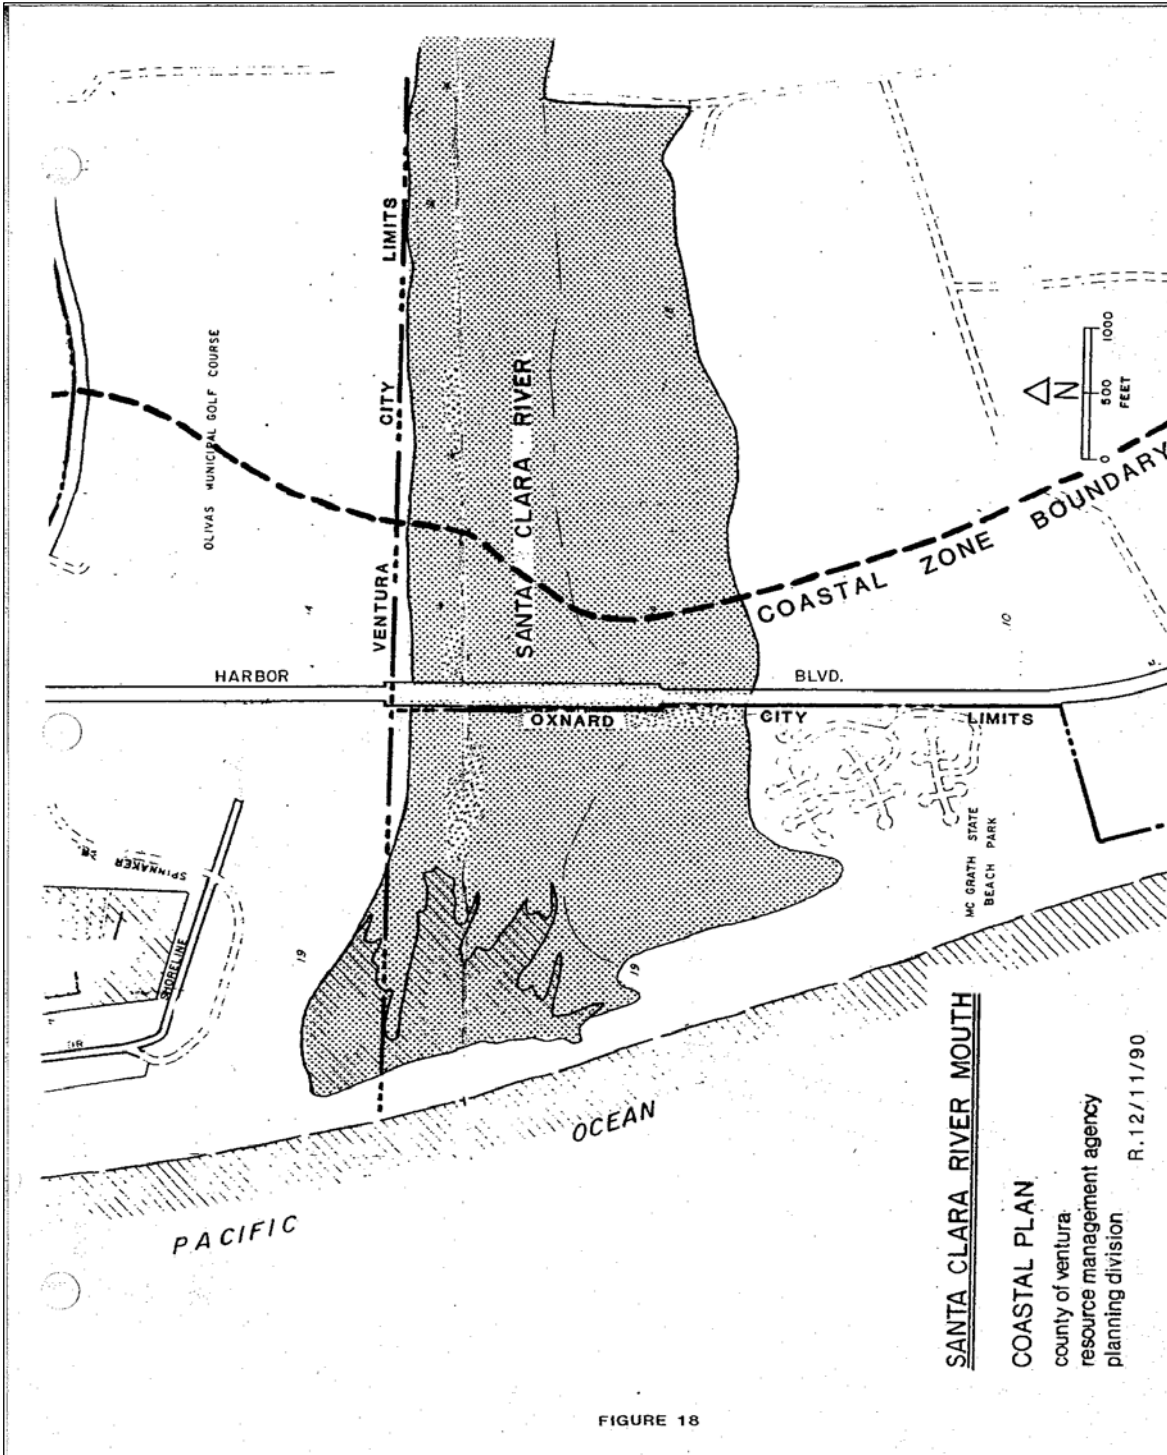 VENTURA CITY LIMITS
OLIVAS MUNICIPAL GOLF COURSE
SANTA CLARA RIVER
18
N
0 500 1000
FEET
COASTAL ZONE BOUNDARY
10
HARBOR BLVD.
OXNARD CITY LIMITS
SPINNAKER DR.
SHORELINE
DR
19
19
MC GRATH STATE
BEACH PARK
PACIFIC OCEAN
SANTA CLARA RIVER MOUTH
COASTAL PLAN
county of ventura
resource management agency
planning division
R.12/11/90
FIGURE 18